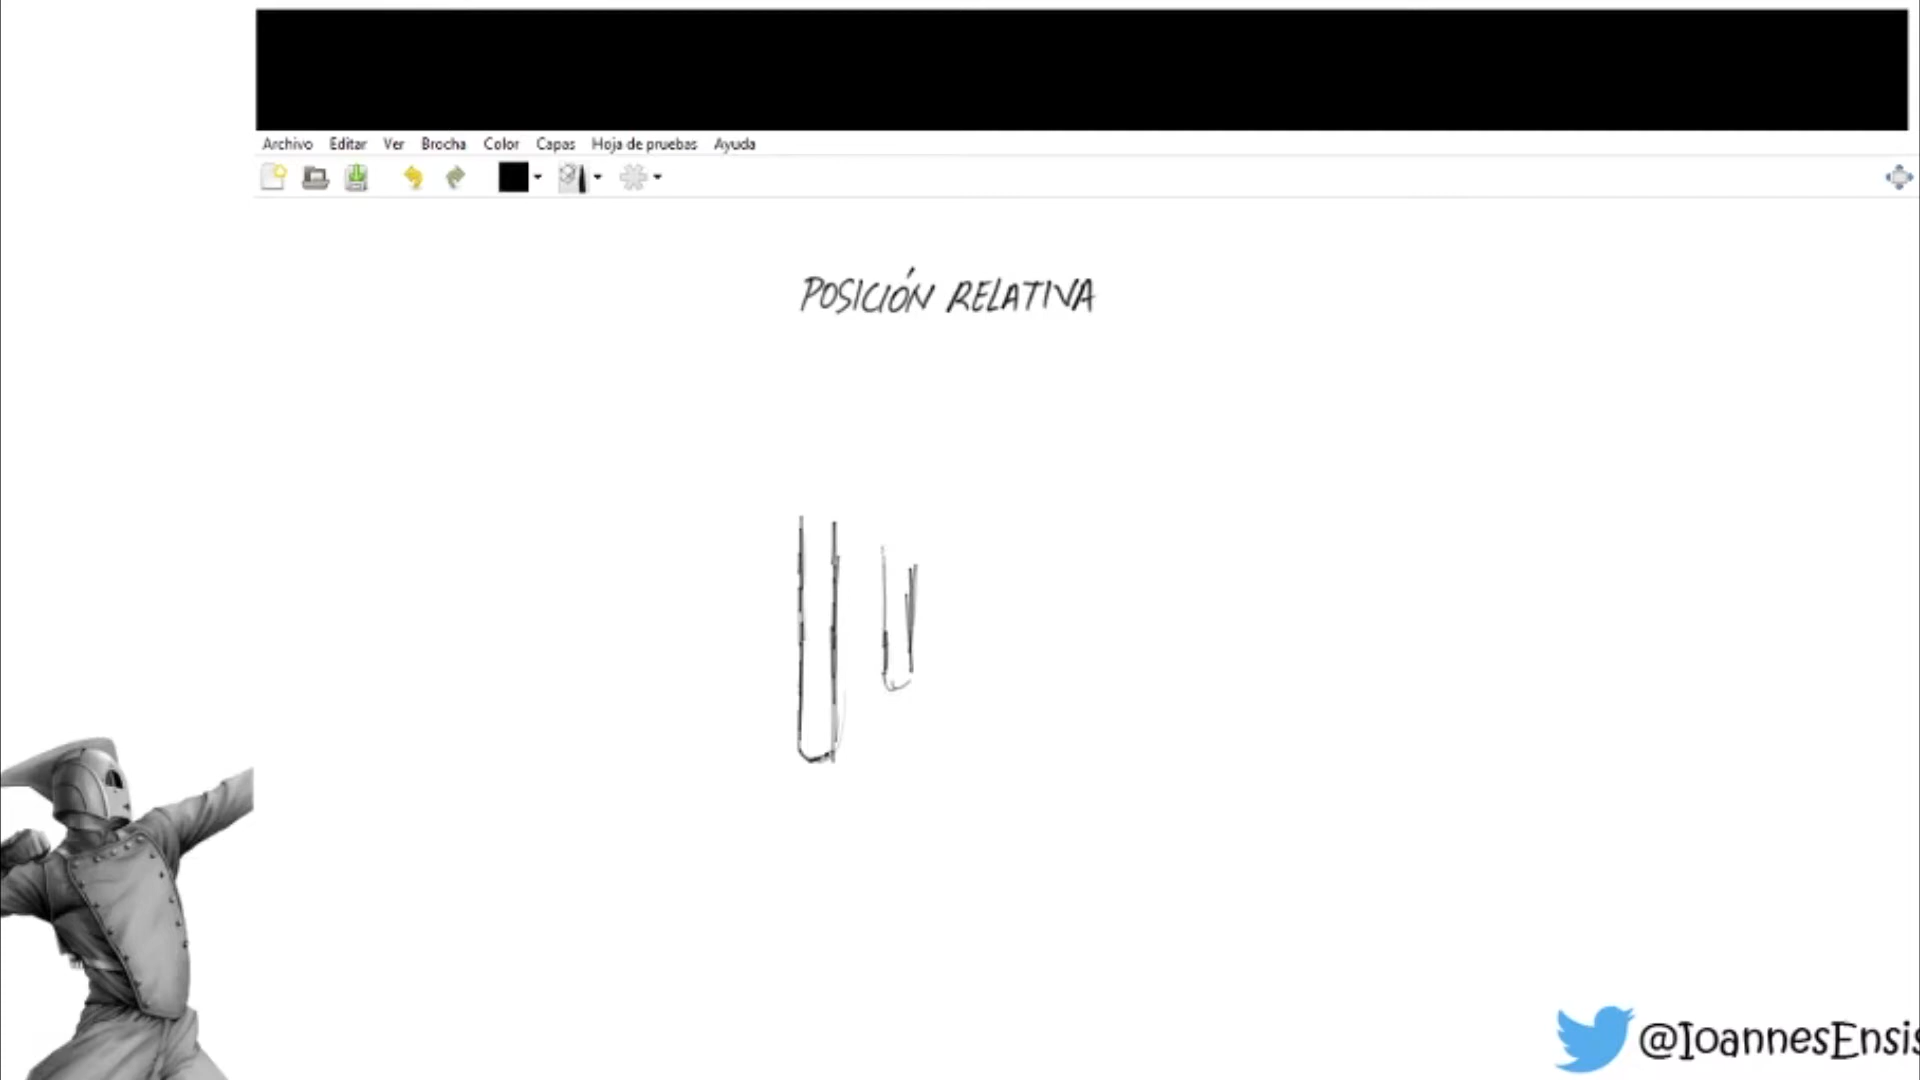 Archivo Editar Ver Brocha Color Capas Hoja de pruebas Ayuda
POSICIÓN RELATIVA
@IoannesEnsis